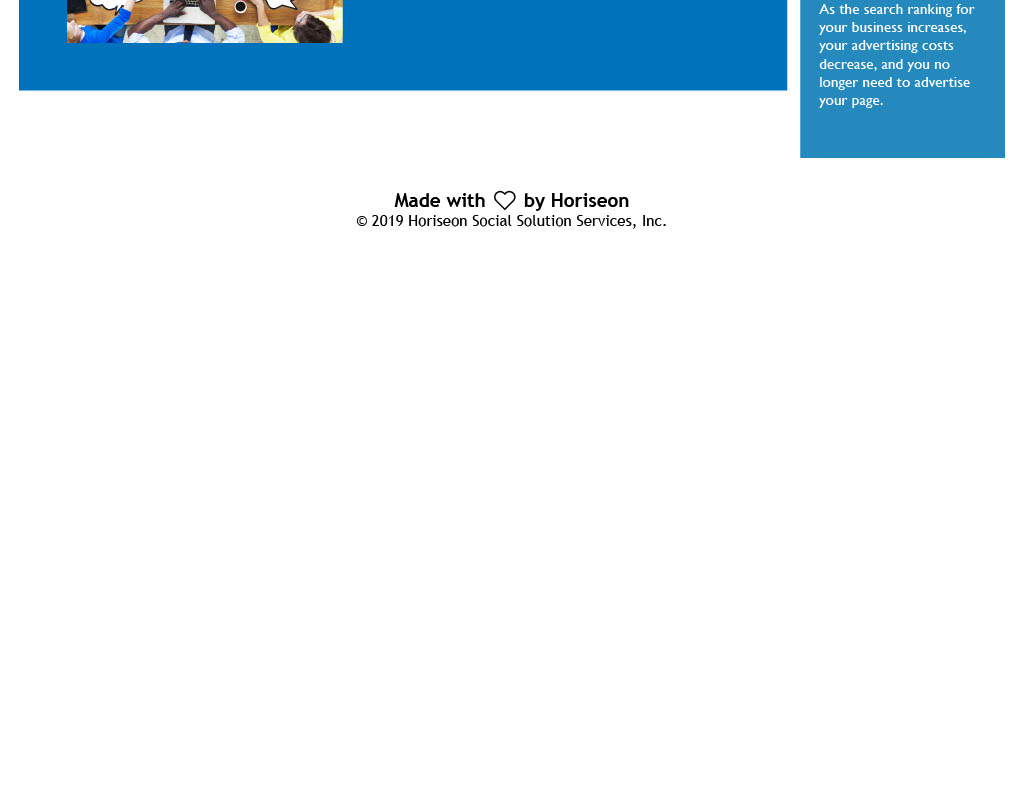 As the search ranking for
your business increases,
your advertising costs
decrease, and you no
longer need to advertise
your page.
Made with ♡ by Horiseon
© 2019 Horiseon Social Solution Services, Inc.